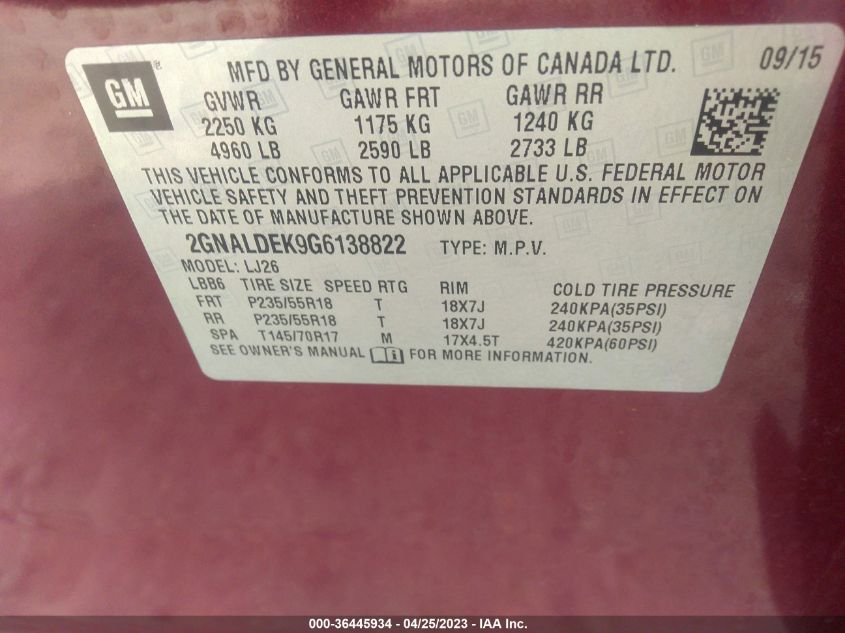 GM ® MFD BY GENERAL MOTORS OF CANADA LTD. 09/15
GVWR GAWR FRT GAWR RR
2250 KG 1175 KG 1240 KG
4960 LB 2590 LB 2733 LB
THIS VEHICLE CONFORMS TO ALL APPLICABLE U.S. FEDERAL MOTOR
VEHICLE SAFETY AND THEFT PREVENTION STANDARDS IN EFFECT ON
THE DATE OF MANUFACTURE SHOWN ABOVE.
2GNALDEK9G6138822 TYPE: M.P.V.
MODEL: LJ26
LBB6 TIRE SIZE SPEED RTG RIM COLD TIRE PRESSURE
FRT P235/55R18 T 18X7J 240KPA(35PSI)
RR P235/55R18 T 18X7J 240KPA(35PSI)
SPA T145/70R17 M 17X4.5T 420KPA(60PSI)
SEE OWNER'S MANUAL FOR MORE INFORMATION.
000-36445934 - 04/25/2023 - IAA Inc.